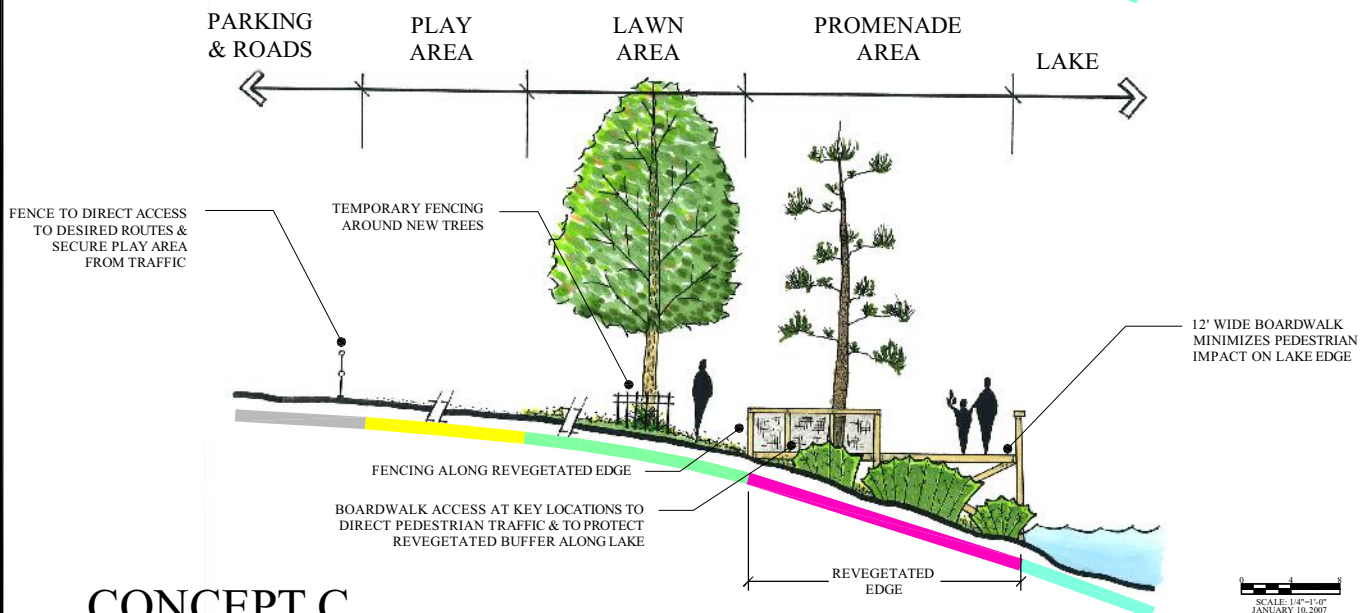 PARKING
& ROADS
PLAY
AREA
LAWN
AREA
PROMENADE
AREA
LAKE
FENCE TO DIRECT ACCESS
TO DESIRED ROUTES &
SECURE PLAY AREA
FROM TRAFFIC
TEMPORARY FENCING
AROUND NEW TREES
12' WIDE BOARDWALK
MINIMIZES PEDESTRIAN
IMPACT ON LAKE EDGE
FENCING ALONG REVEGETATED EDGE
BOARDWALK ACCESS AT KEY LOCATIONS TO
DIRECT PEDESTRIAN TRAFFIC & TO PROTECT
REVEGETATED BUFFER ALONG LAKE
REVEGETATED
EDGE
CONCEPT C
0 4 8
SCALE: 1/4"=1'-0"
JANUARY 10, 2007